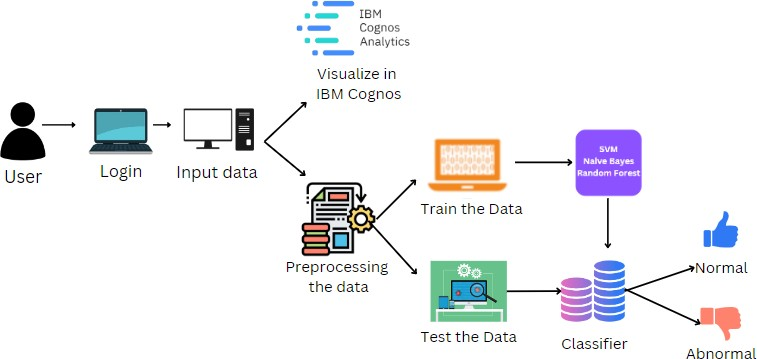 IBM
Cognos
Analytics
Visualize in
IBM Cognos
User
Login
Input data
Preprocessing
the data
Train the Data
Test the Data
SVM
Naive Bayes
Random Forest
Classifier
Normal
Abnormal